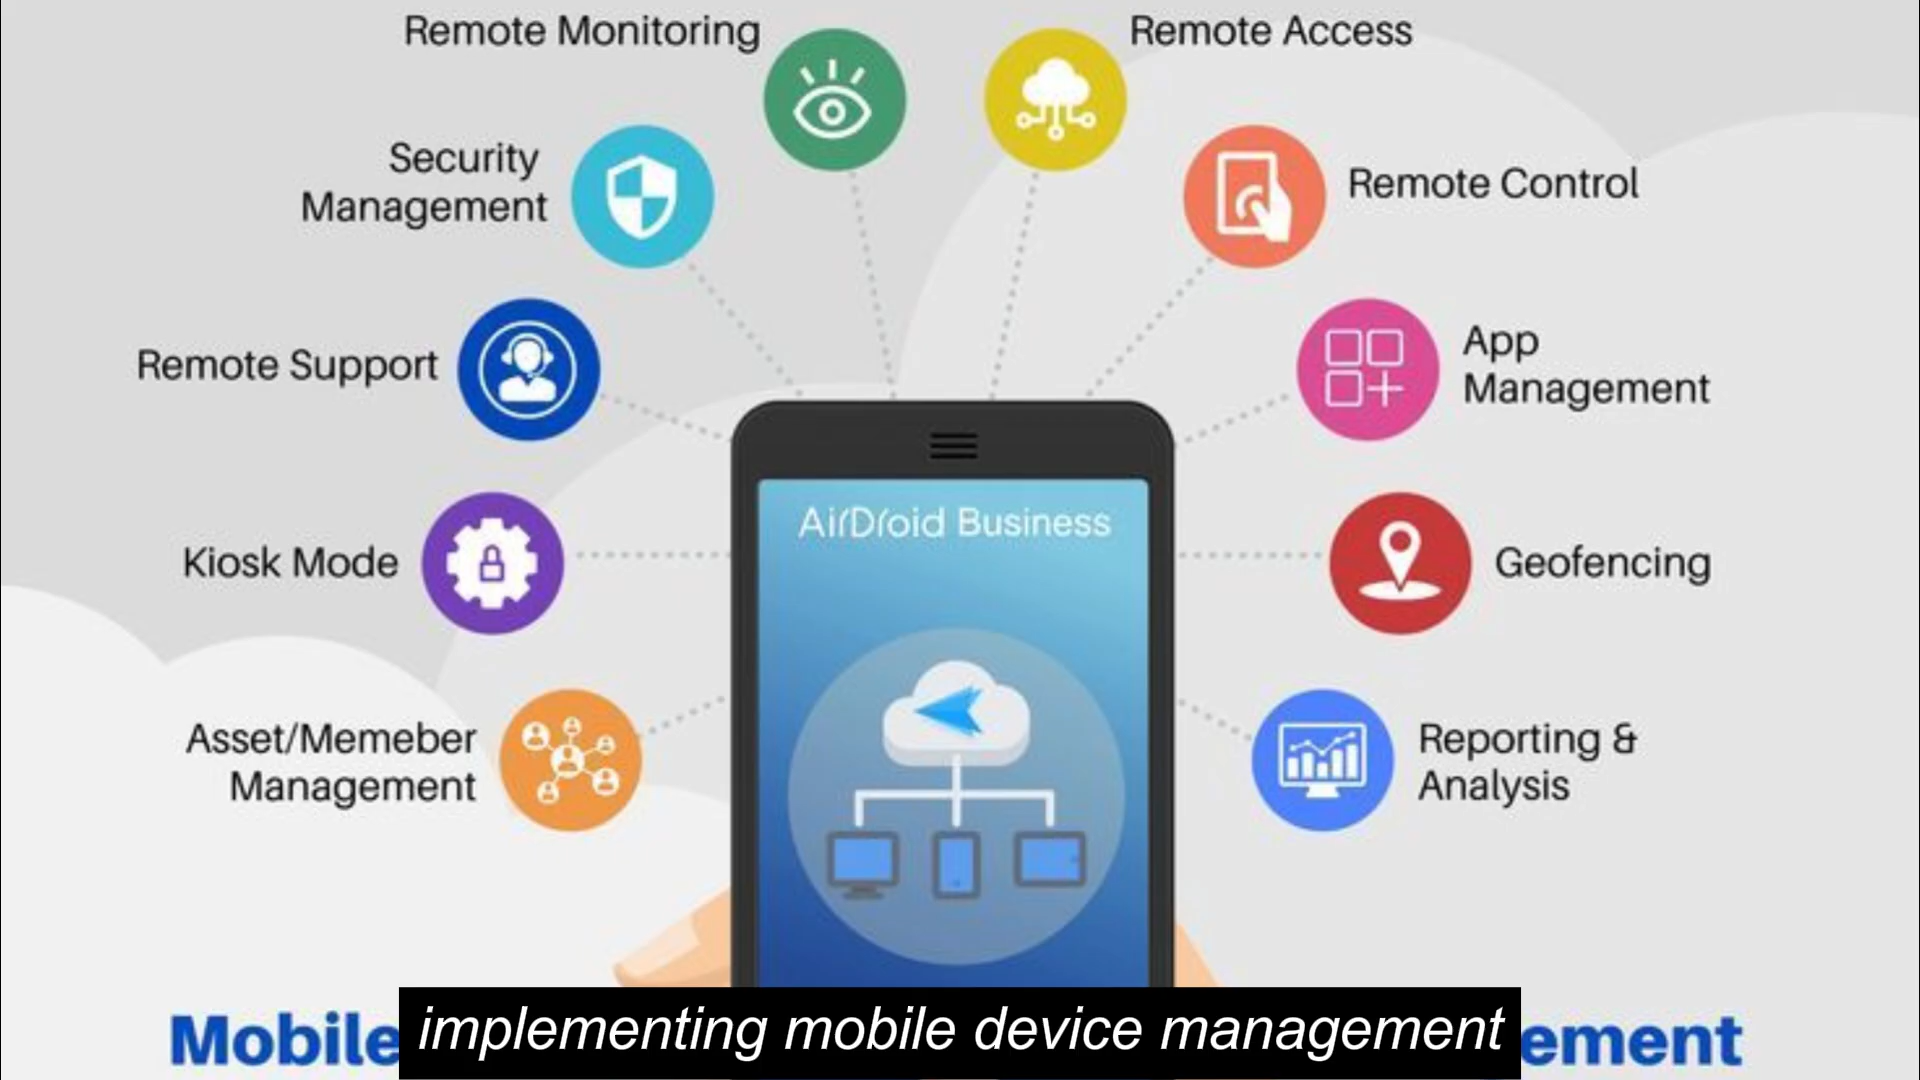 Remote Monitoring
Remote Access
Security
Management
Remote Control
Remote Support
App
Management
AirDroid Business
Kiosk Mode
Geofencing
Asset/Memeber
Management
Reporting &
Analysis
Mobile
ement
implementing mobile device management